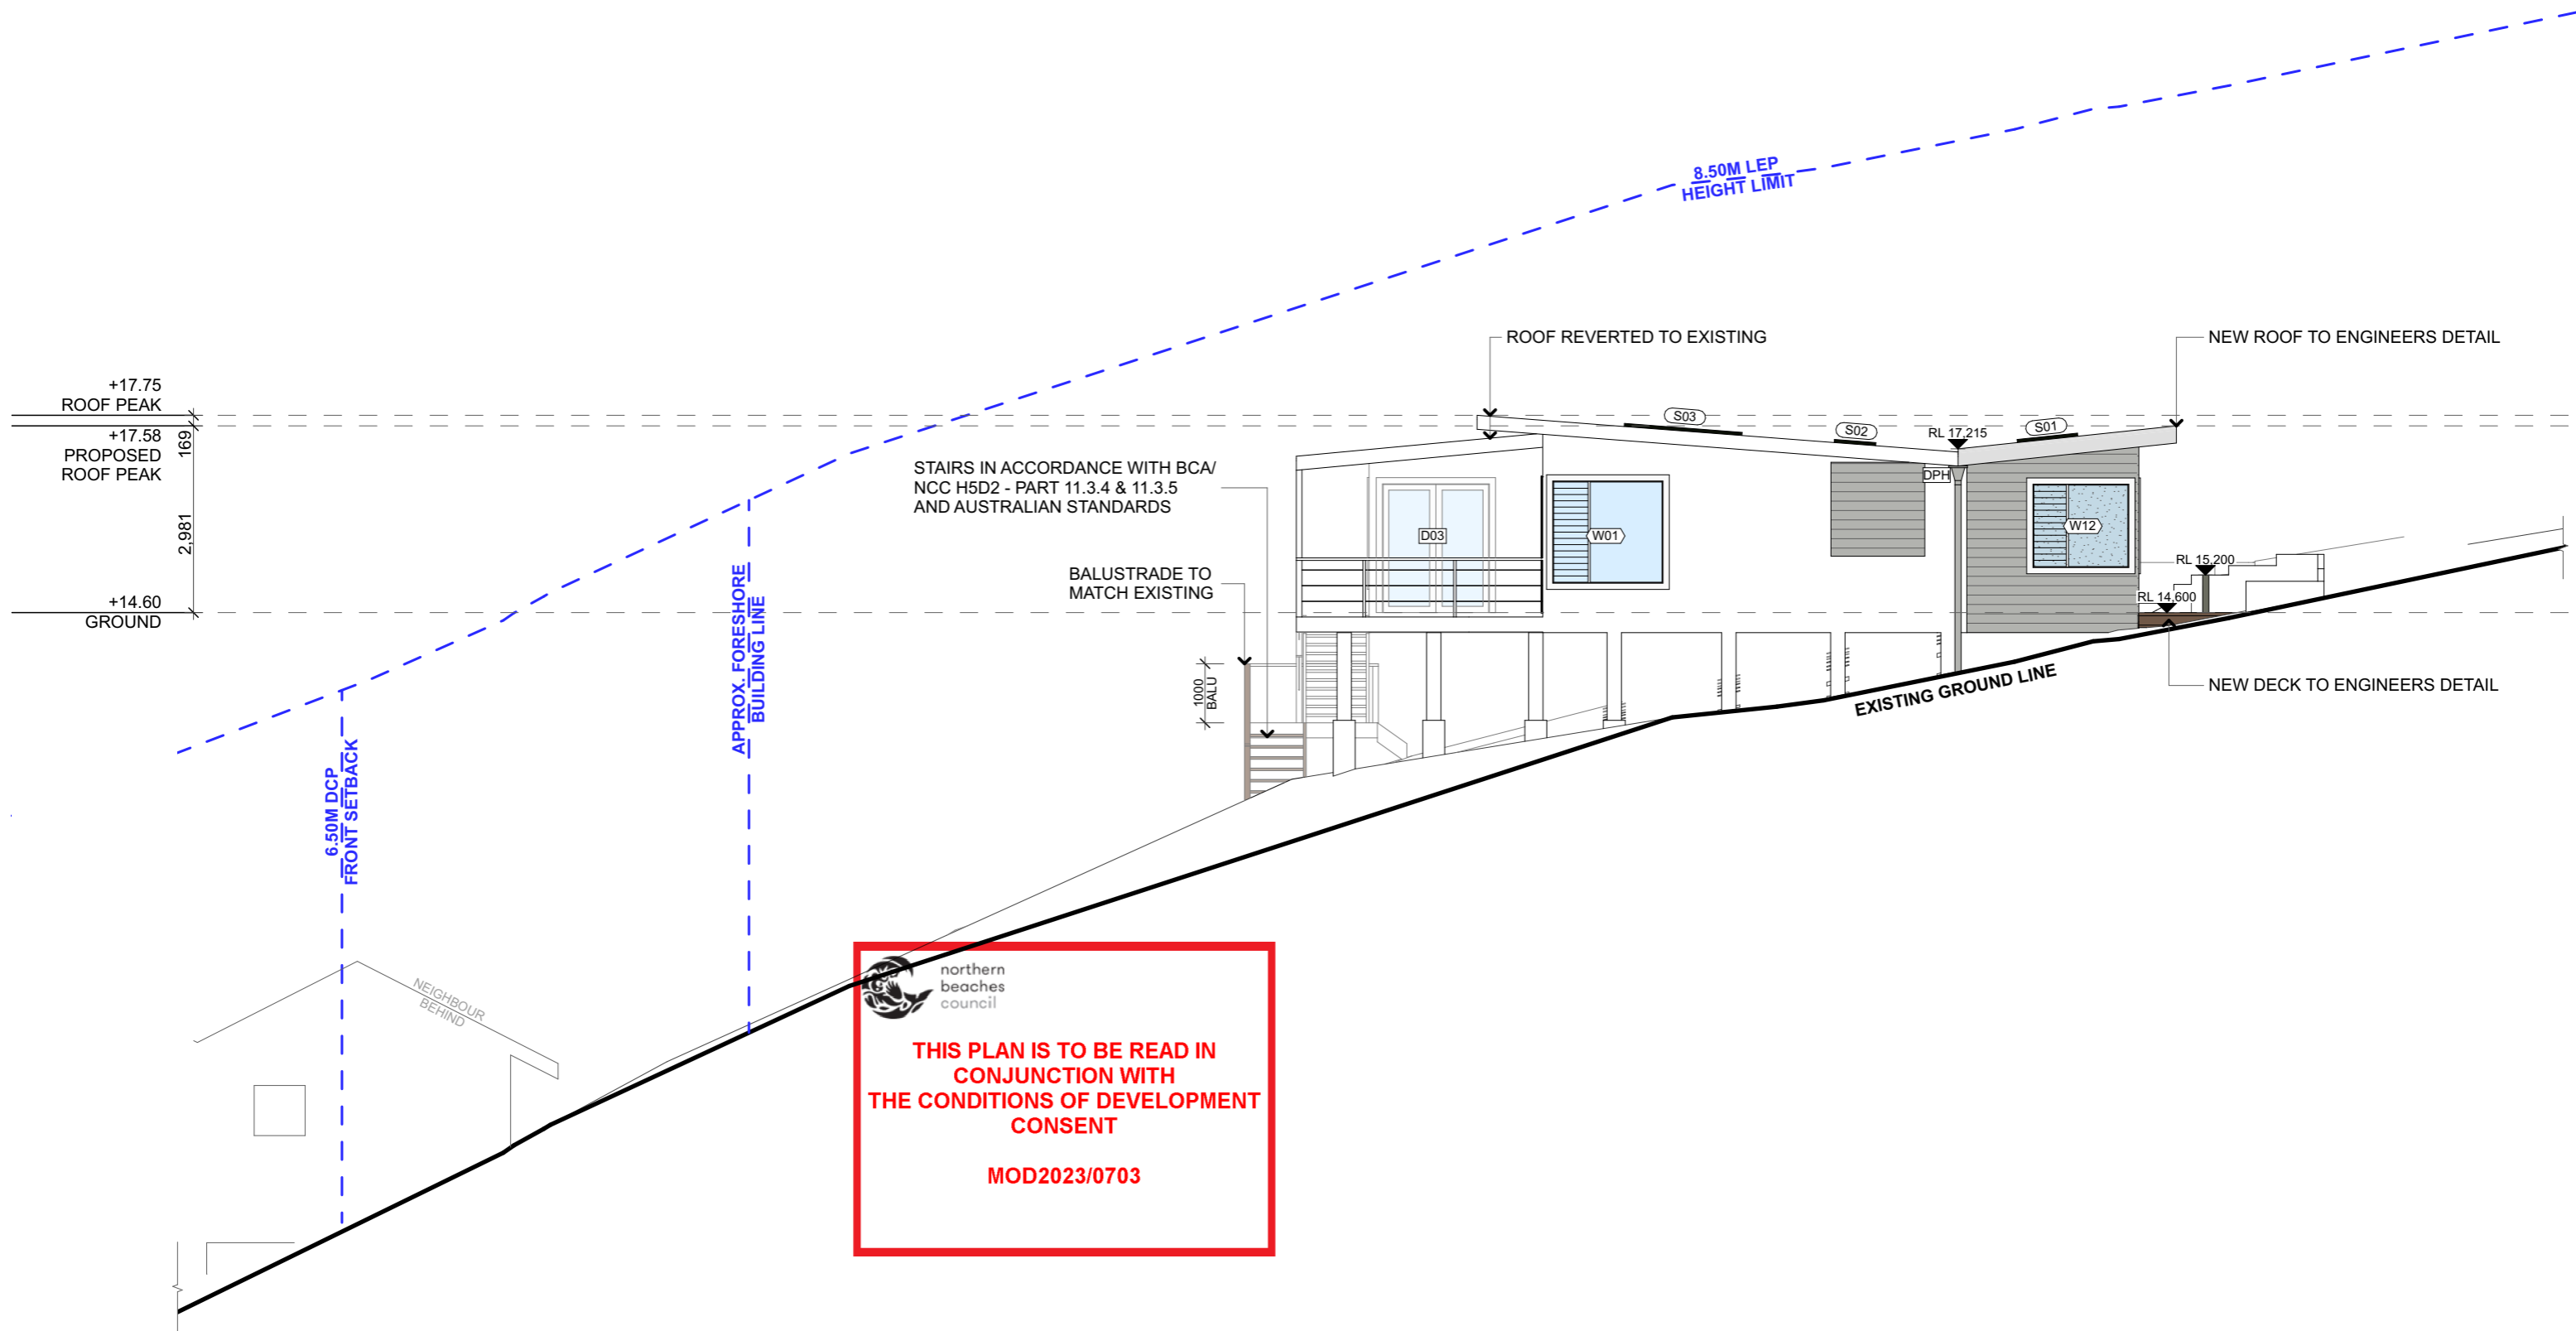 8.50M LEP
HEIGHT LIMIT
ROOF REVERTED TO EXISTING
NEW ROOF TO ENGINEERS DETAIL
+17.75
ROOF PEAK
+17.58
PROPOSED
ROOF PEAK
169
2,981
+14.60
GROUND
S03
S02
RL 17,215
S01
STAIRS IN ACCORDANCE WITH BCA/
NCC H5D2 - PART 11.3.4 & 11.3.5
AND AUSTRALIAN STANDARDS
DPH
D03
W01
W12
BALUSTRADE TO
MATCH EXISTING
RL 15,200
RL 14,600
1000
BALU
APPROX. FORESHORE
BUILDING LINE
NEW DECK TO ENGINEERS DETAIL
EXISTING GROUND LINE
6.50M DCP
FRONT SETBACK
NEIGHBOUR
BEHIND
northern
beaches
council
THIS PLAN IS TO BE READ IN
CONJUNCTION WITH
THE CONDITIONS OF DEVELOPMENT
CONSENT
MOD2023/0703